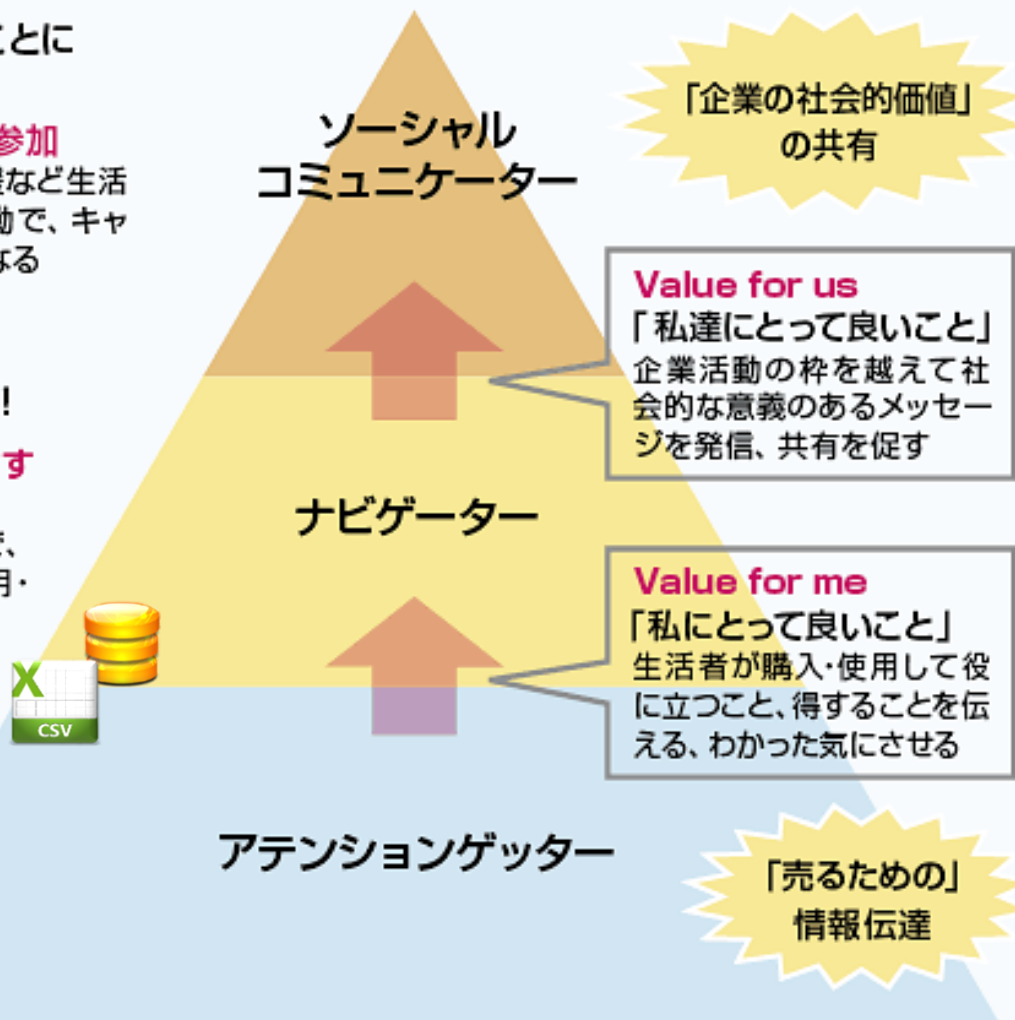 ことに
参加
など生活
動で、キャ
なる
!
す
で、
用・
ソーシャル
コミュニケーター
「企業の社会的価値」
の共有
Value for us
「私達にとって良いこと」
企業活動の枠を越えて社
会的な意義のあるメッセー
ジを発信、共有を促す
ナビゲーター
Value for me
「私にとって良いこと」
生活者が購入・使用して役
に立つこと、得することを伝
える、わかった気にさせる
X
CSV
アテンションゲッター
「売るための」
情報伝達